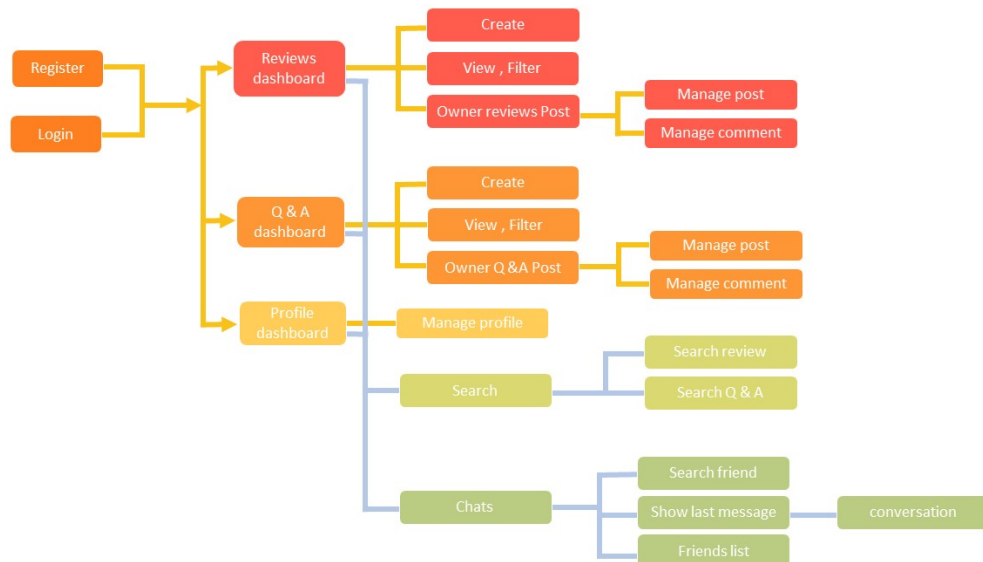 Register
Login
Reviews
dashboard
Create
View , Filter
Owner reviews Post
Manage post
Manage comment
Q & A
dashboard
Create
View , Filter
Owner Q &A Post
Manage post
Manage comment
Profile
dashboard
Manage profile
Search
Search review
Search Q & A
Chats
Search friend
Show last message
conversation
Friends list